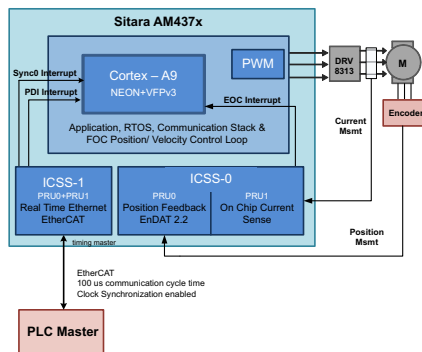 Sitara AM437x
Sync0 Interrupt
PDI Interrupt
Cortex – A9
NEON+VFPv3
PWM
EOC Interrupt
Application, RTOS, Communication Stack &
FOC Position/ Velocity Control Loop
DRV
8313
M
Encoder
Current
Msmt
ICSS-1
PRU0+PRU1
Real Time Ethernet
EtherCAT
ICSS-0
PRU0
Position Feedback
EnDAT 2.2
PRU1
On Chip Current
Sense
timing master
Position
Msmt
EtherCAT
100 us communication cycle time
Clock Synchronization enabled
PLC Master